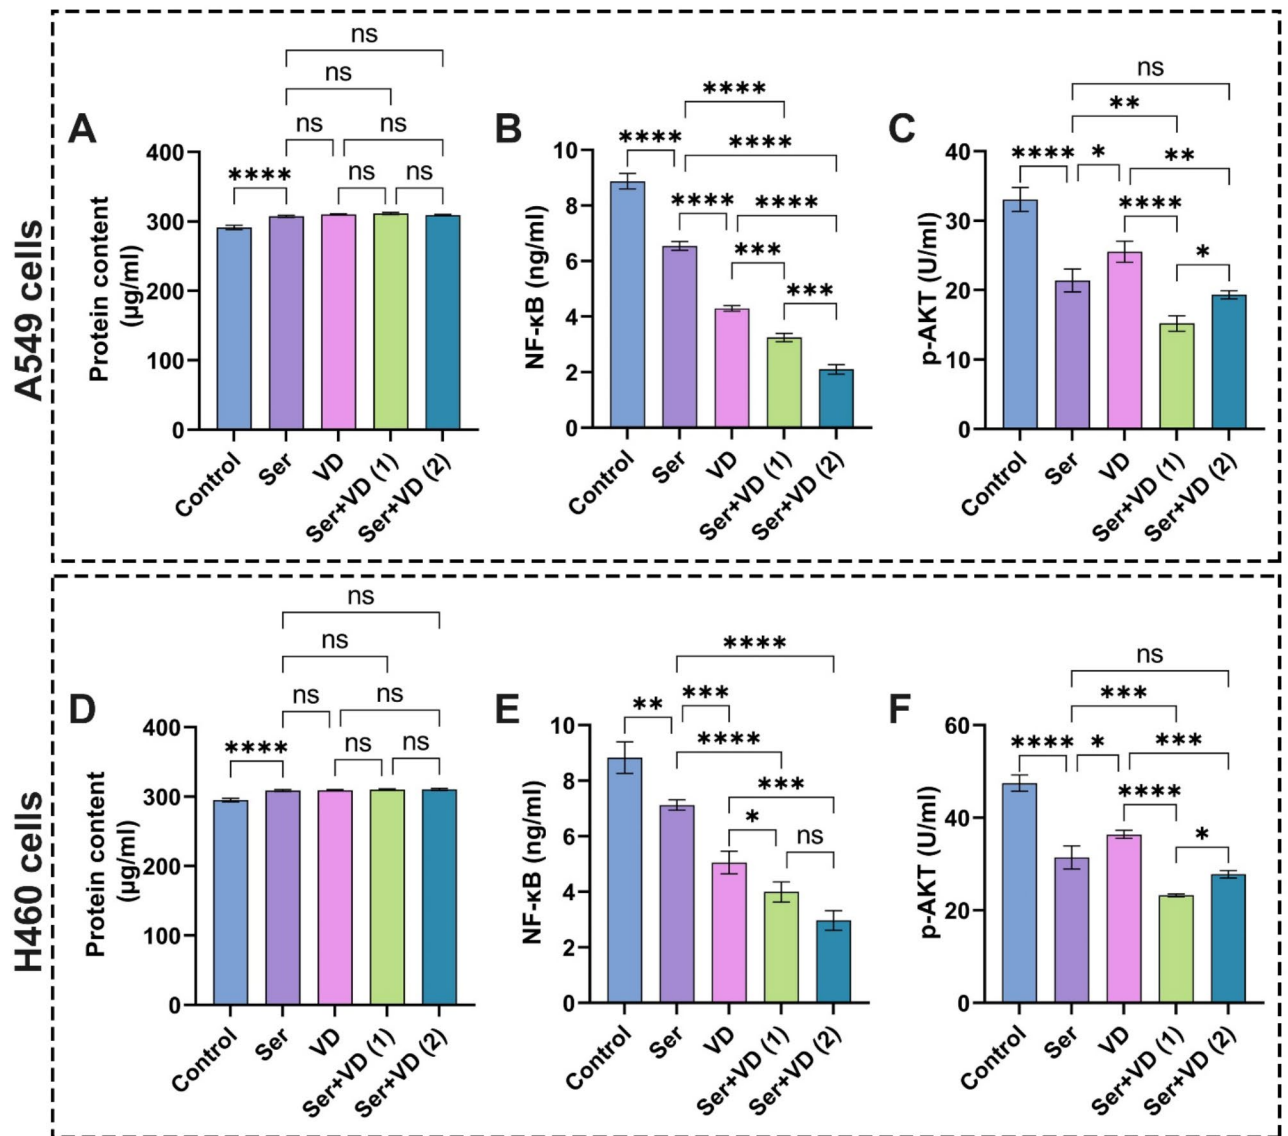 A549 cells
A
ns
ns
ns
ns
****
ns
ns
Protein content
(µg/ml)
400
300
200
100
0
Control
Ser
VD
Ser+VD (1)
Ser+VD (2)
B
****
****
****
****
****
***
***
NF-κB (ng/ml)
10
8
6
4
2
0
Control
Ser
VD
Ser+VD (1)
Ser+VD (2)
C
ns
**
****
*
**
****
*
p-AKT (U/ml)
40
30
20
10
0
Control
Ser
VD
Ser+VD (1)
Ser+VD (2)
H460 cells
D
ns
ns
ns
ns
****
ns
ns
Protein content
(µg/ml)
400
300
200
100
0
Control
Ser
VD
Ser+VD (1)
Ser+VD (2)
E
****
**
***
****
***
*
ns
NF-κB (ng/ml)
10
8
6
4
2
0
Control
Ser
VD
Ser+VD (1)
Ser+VD (2)
F
ns
***
****
*
***
****
*
p-AKT (U/ml)
60
40
20
0
Control
Ser
VD
Ser+VD (1)
Ser+VD (2)